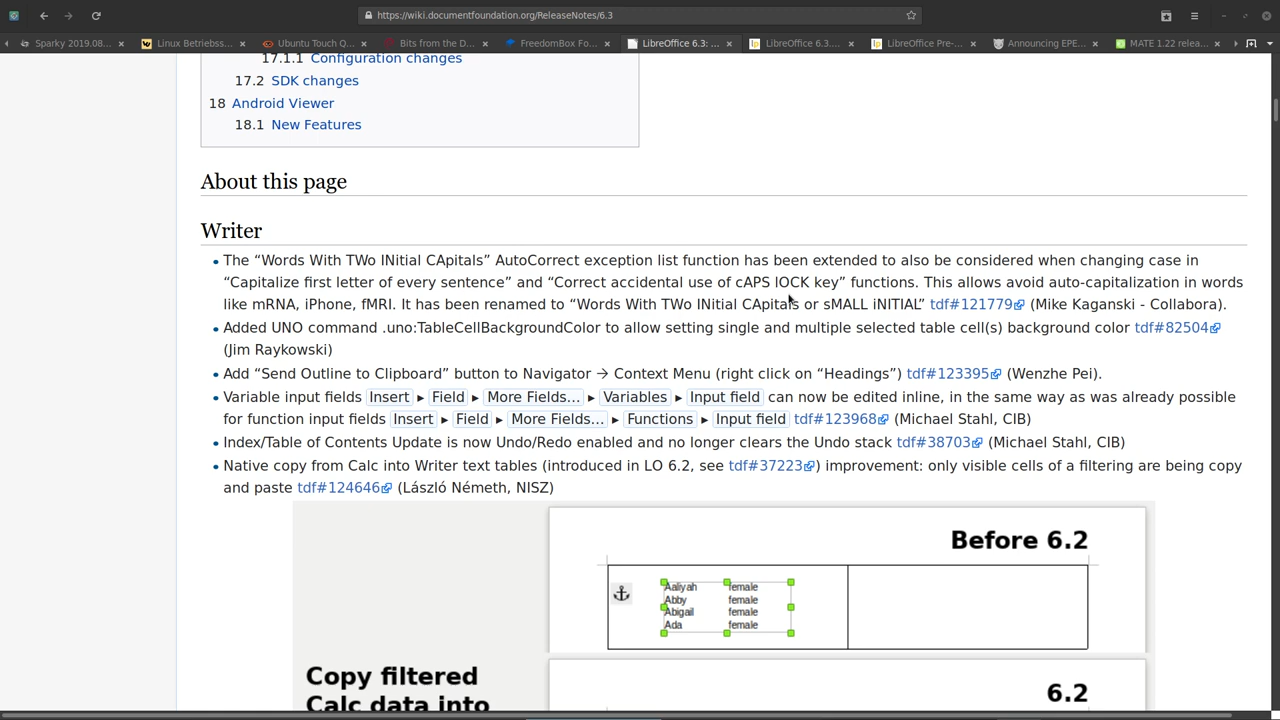 https://wiki.documentfoundation.org/ReleaseNotes/6.3
Sparky 2019.08...
Linux Betriebss...
Ubuntu Touch Q...
Bits from the D...
FreedomBox Fo...
LibreOffice 6.3: ...
LibreOffice 6.3....
LibreOffice Pre-...
Announcing EPE...
MATE 1.22 relea...
17.1.1 Configuration changes
17.2 SDK changes
18 Android Viewer
18.1 New Features
About this page
Writer
The “Words With TWo INitial CApitals” AutoCorrect exception list function has been extended to also be considered when changing case in
“Capitalize first letter of every sentence” and “Correct accidental use of cAPS lOCK key” functions. This allows avoid auto-capitalization in words
like mRNA, iPhone, fMRI. It has been renamed to “Words With TWo INitial CApitals or sMALL iNITIAL” tdf#121779 (Mike Kaganski - Collabora).
Added UNO command .uno:TableCellBackgroundColor to allow setting single and multiple selected table cell(s) background color tdf#82504
(Jim Raykowski)
Add “Send Outline to Clipboard” button to Navigator → Context Menu (right click on “Headings”) tdf#123395 (Wenzhe Pei).
Variable input fields Insert ▸ Field ▸ More Fields... ▸ Variables ▸ Input field can now be edited inline, in the same way as was already possible
for function input fields Insert ▸ Field ▸ More Fields... ▸ Functions ▸ Input field tdf#123968 (Michael Stahl, CIB)
Index/Table of Contents Update is now Undo/Redo enabled and no longer clears the Undo stack tdf#38703 (Michael Stahl, CIB)
Native copy from Calc into Writer text tables (introduced in LO 6.2, see tdf#37223) improvement: only visible cells of a filtering are being copy
and paste tdf#124646 (László Németh, NISZ)
Before 6.2
Aaliyah female
Abby female
Abigail female
Ada female
Copy filtered
Calc data into
6.2